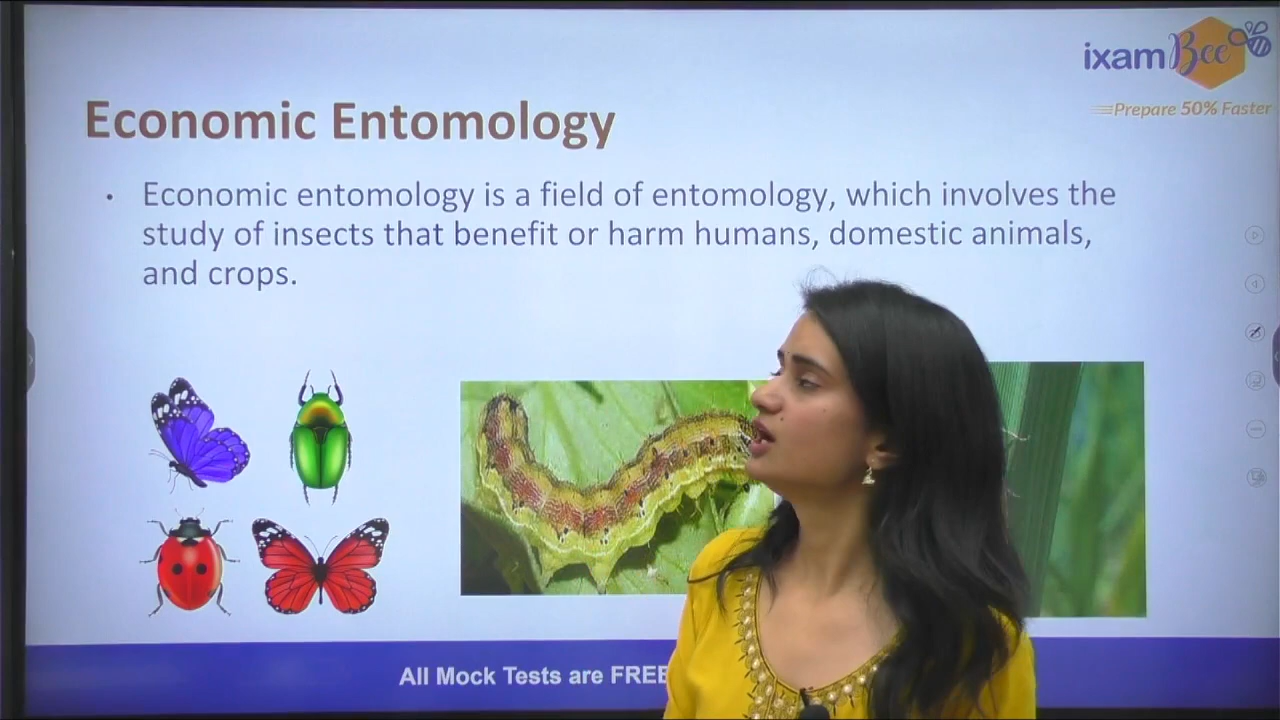 ixamBee
Prepare 50% Faster
Economic Entomology
• Economic entomology is a field of entomology, which involves the
study of insects that benefit or harm humans, domestic animals,
and crops.
All Mock Tests are FREE